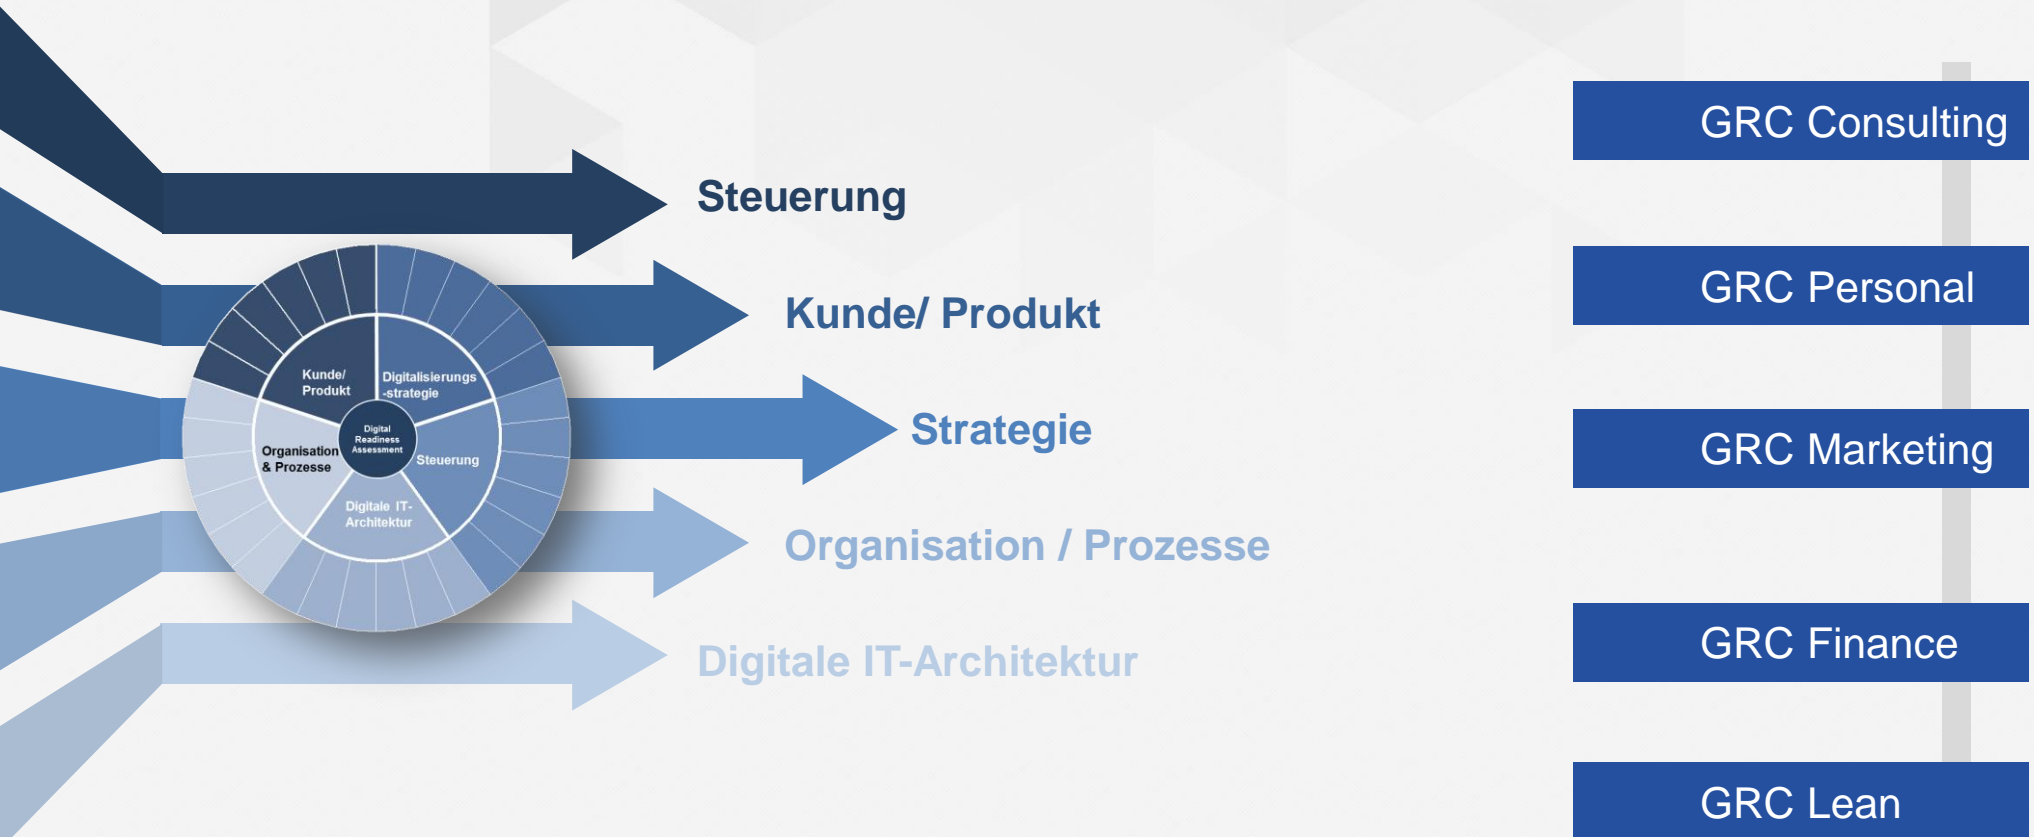 Steuerung
Kunde/ Produkt
Strategie
Organisation / Prozesse
Digitale IT-Architektur
Kunde/
Produkt
Digitalisierungs
-strategie
Digital
Readiness
Assessment
Organisation
& Prozesse
Steuerung
Digitale IT-
Architektur
GRC Consulting
GRC Personal
GRC Marketing
GRC Finance
GRC Lean